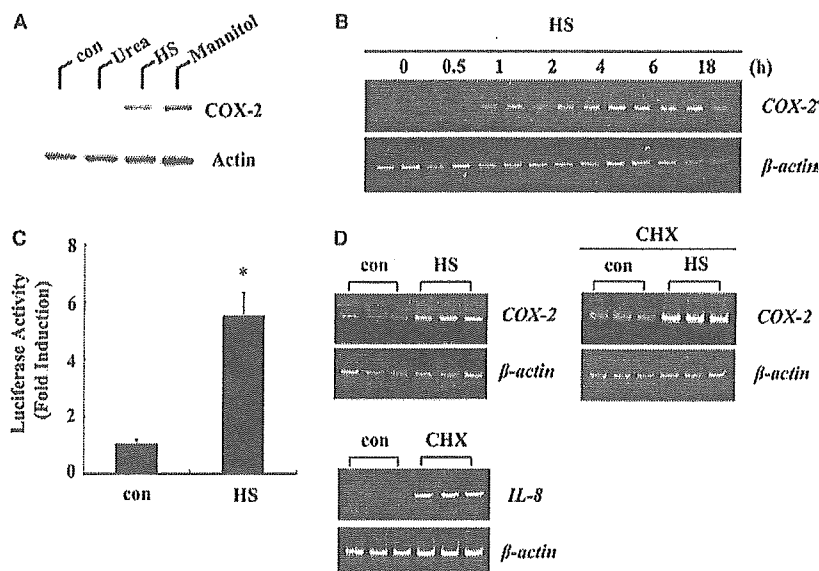 A
con
Urea
HS
Mannitol
COX-2
Actin
B
HS
0 0.5 1 2 4 6 18 (h)
COX-2
β-actin
C
Luciferase Activity
(Fold Induction)
8
6
4
2
0
*
con HS
D
con HS
COX-2
β-actin
CHX
con HS
COX-2
β-actin
con CHX
IL-8
β-actin